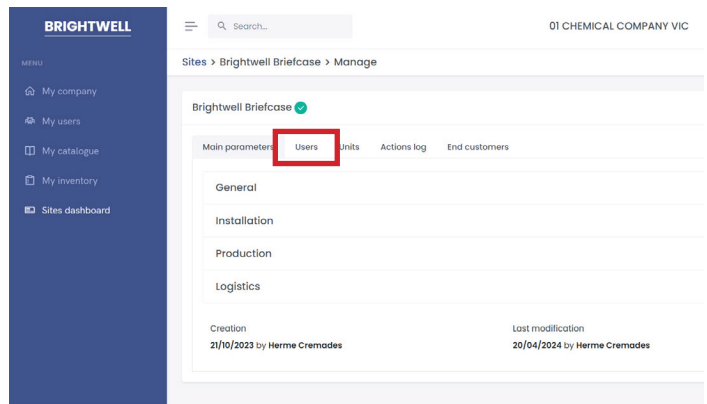 BRIGHTWELL
Search...
01 CHEMICAL COMPANY VIC
MENU
Sites > Brightwell Briefcase > Manage
My company
My users
My catalogue
My inventory
Sites dashboard
Brightwell Briefcase
Main parameters Users Units Actions log End customers
General
Installation
Production
Logistics
Creation Last modification
21/10/2023 by Herme Cremades 20/04/2024 by Herme Cremades